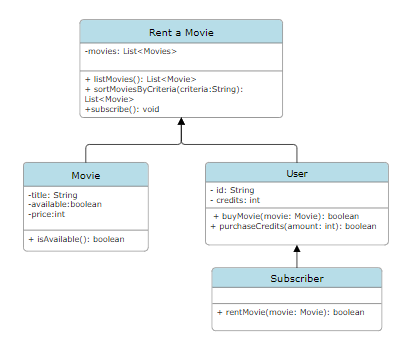 Rent a Movie
-movies: List<Movies>
+ listMovies(): List<Movie>
+ sortMoviesByCriteria(criteria:String):
List<Movie>
+subscribe(): void
Movie
-title: String
-available:boolean
-price:int
+ isAvailable(): boolean
User
- id: String
- credits: int
+ buyMovie(movie: Movie): boolean
+ purchaseCredits(amount: int): boolean
Subscriber
+ rentMovie(movie: Movie): boolean